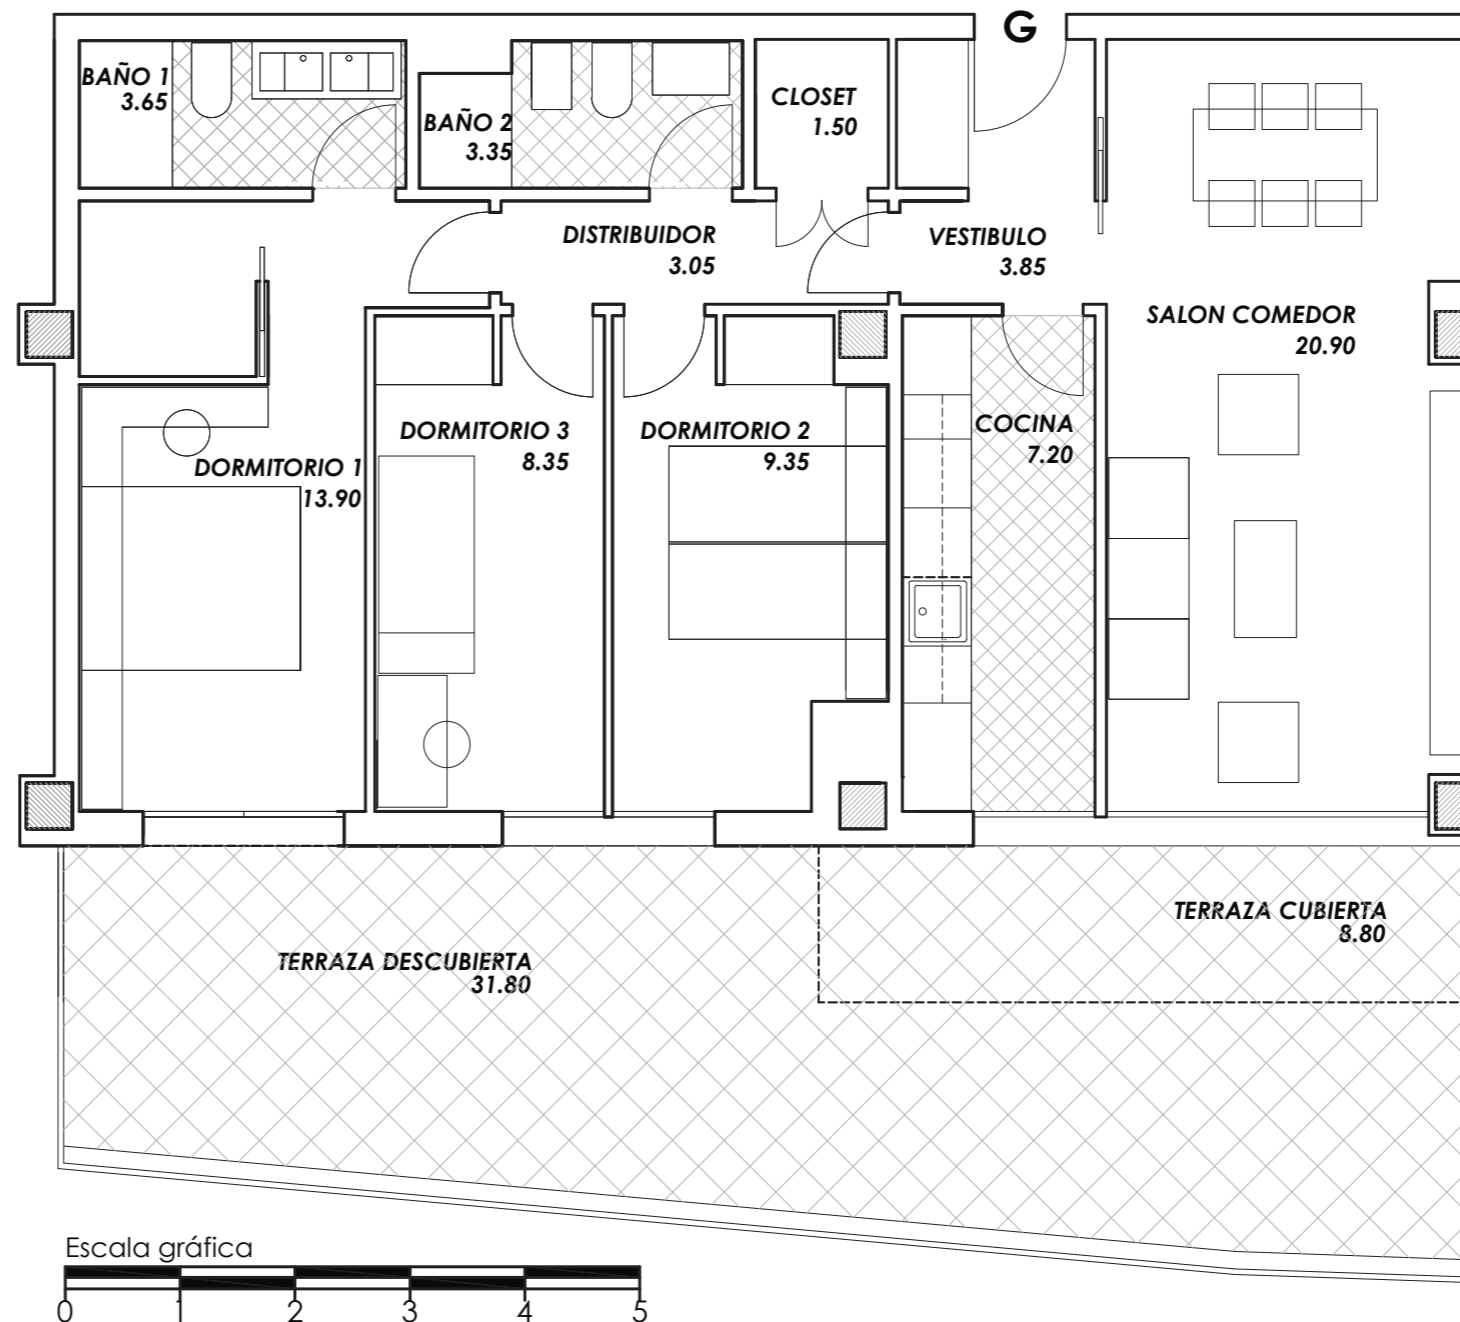 G
BAÑO 1
3.65
BAÑO 2
3.35
CLOSET
1.50
DISTRIBUIDOR
3.05
VESTIBULO
3.85
SALON COMEDOR
20.90
DORMITORIO 1
13.90
DORMITORIO 3
8.35
DORMITORIO 2
9.35
COCINA
7.20
TERRAZA CUBIERTA
8.80
TERRAZA DESCUBIERTA
31.80
Escala gráfica
0 1 2 3 4 5